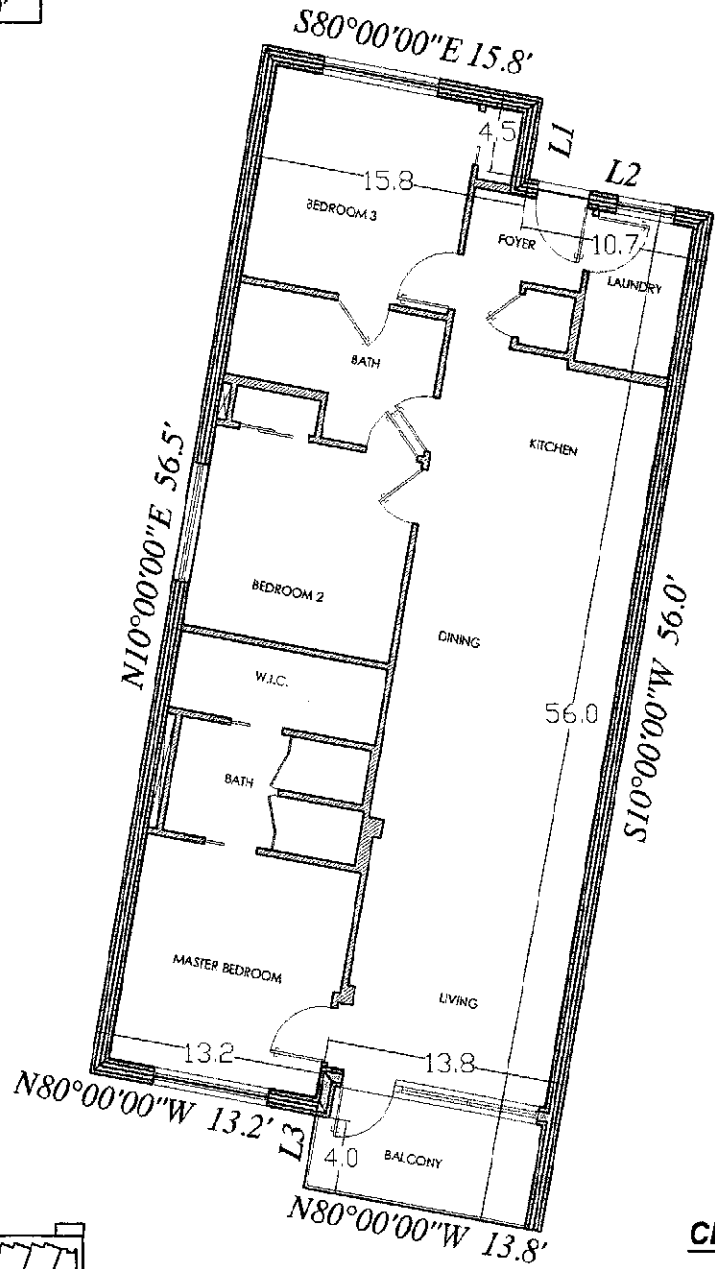 S80°00'00"E 15.8'
4.5
L1
L2
15.8
BEDROOM 3
FOYER
10.7
LAUNDRY
BATH
KITCHEN
N10°00'00"E 56.5'
BEDROOM 2
DINING
W.I.C.
56.0
S10°00'00"W 56.0'
BATH
MASTER BEDROOM
LIVING
13.2
13.8
N80°00'00"W 13.2'
L3
4.0
BALCONY
N80°00'00"W 13.8'